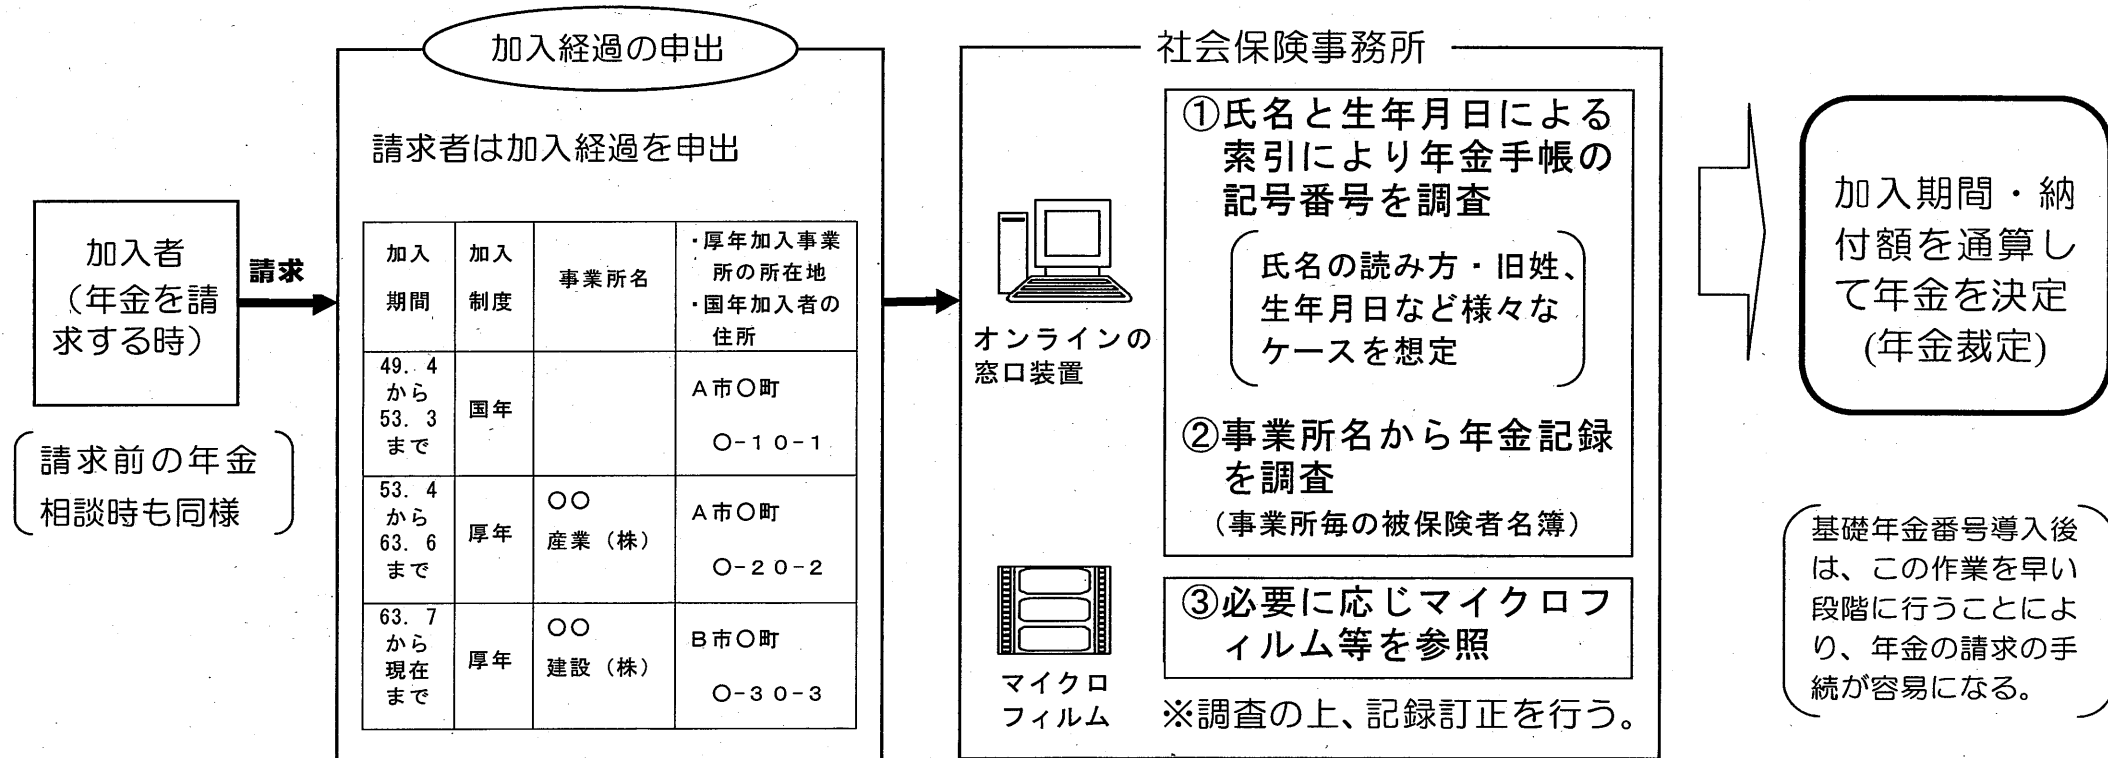 加入者
（年金を請
求する時）
請求前の年金
相談時も同様
請求
加入経過の申出
請求者は加入経過を申出
加入
期間
加入
制度
事業所名
・厚年加入事業
所の所在地
・国年加入者の
住所
49. 4
から
53. 3
まで
国年
A市〇町
〇-10-1
53. 4
から
63. 6
まで
厚年
〇〇
産業（株）
A市〇町
〇-20-2
63. 7
から
現在
まで
厚年
〇〇
建設（株）
B市〇町
〇-30-3
社会保険事務所
オンラインの
窓口装置
①氏名と生年月日による
索引により年金手帳の
記号番号を調査
氏名の読み方・旧姓、
生年月日など様々な
ケースを想定
②事業所名から年金記録
を調査
（事業所毎の被保険者名簿）
マイクロ
フィルム
③必要に応じマイクロフ
ィルム等を参照
※調査の上、記録訂正を行う。
加入期間・納
付額を通算し
て年金を決定
(年金裁定)
基礎年金番号導入後
は、この作業を早い
段階に行うことによ
り、年金の請求の手
続が容易になる。